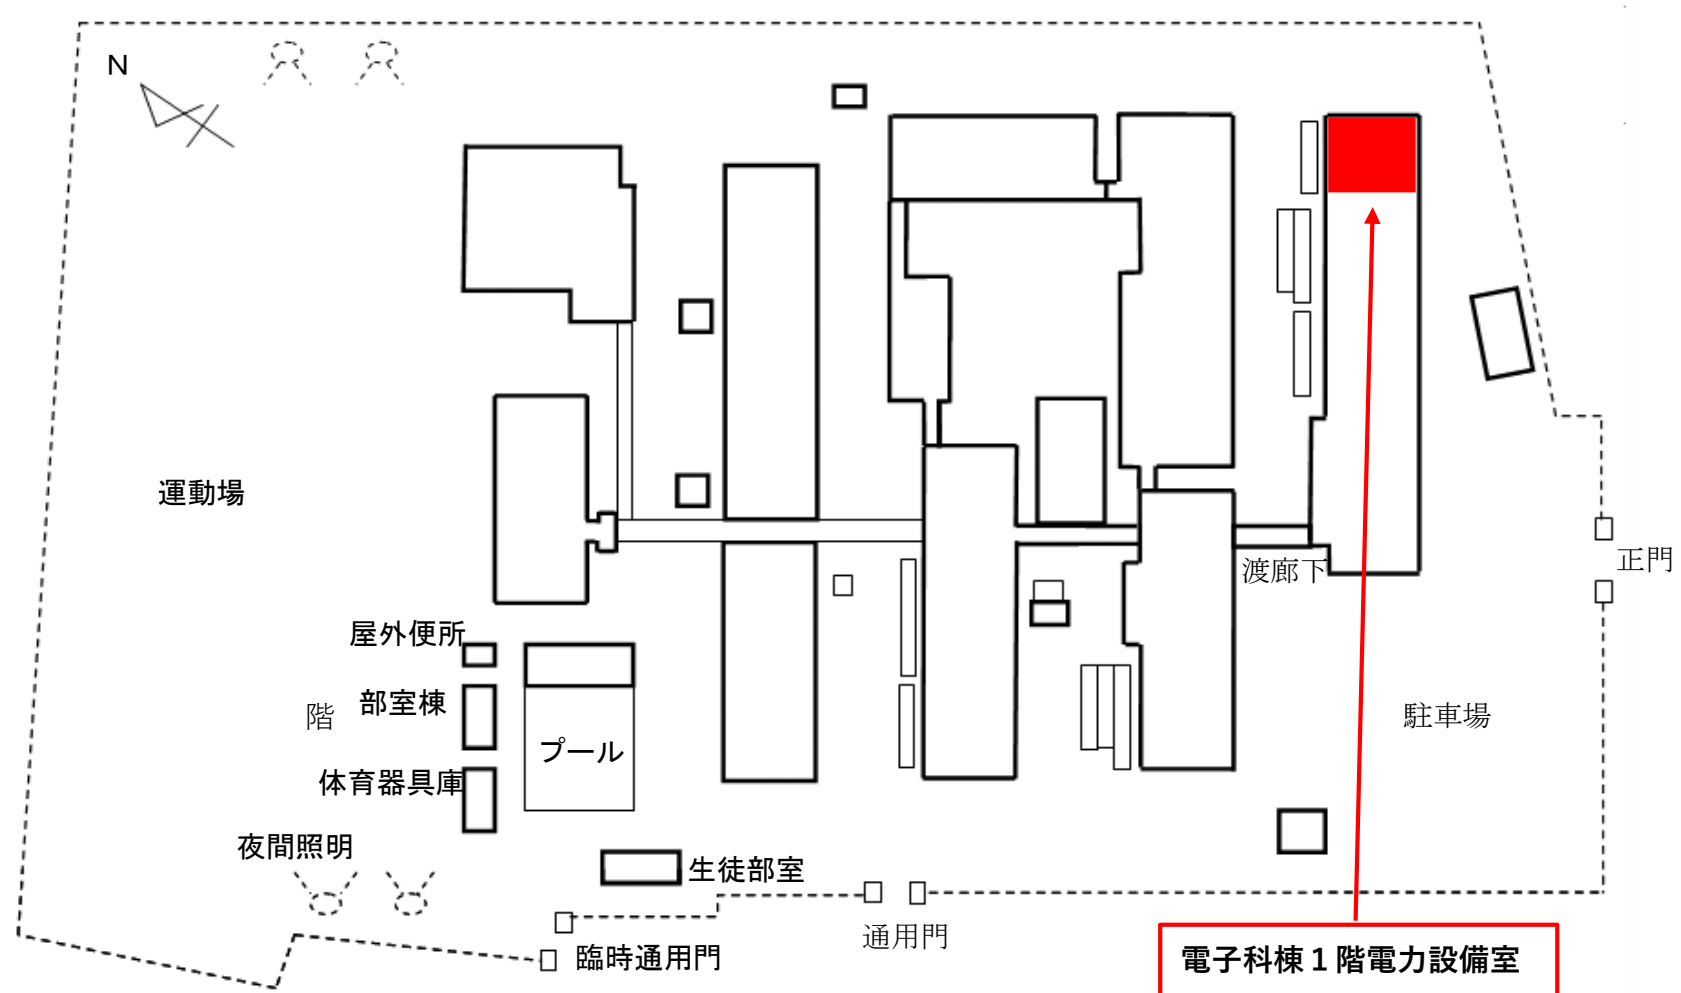 N
運動場
渡廊下
正門
屋外便所
階
部室棟
プール
駐車場
体育器具庫
夜間照明
生徒部室
通用門
臨時通用門
電子科棟１階電力設備室